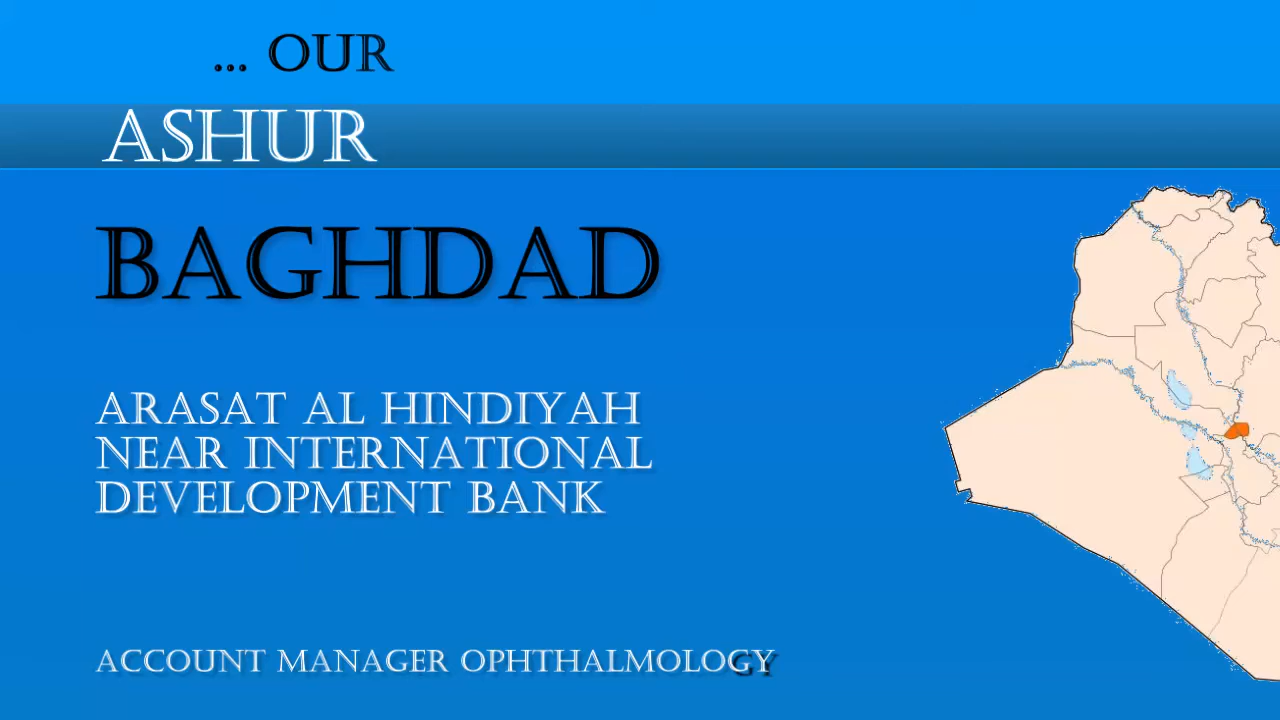 ... OUR
ASHUR
BAGHDAD
ARASAT AL HINDIYAH
NEAR INTERNATIONAL
DEVELOPMENT BANK
ACCOUNT MANAGER OPHTHALMOLOGY